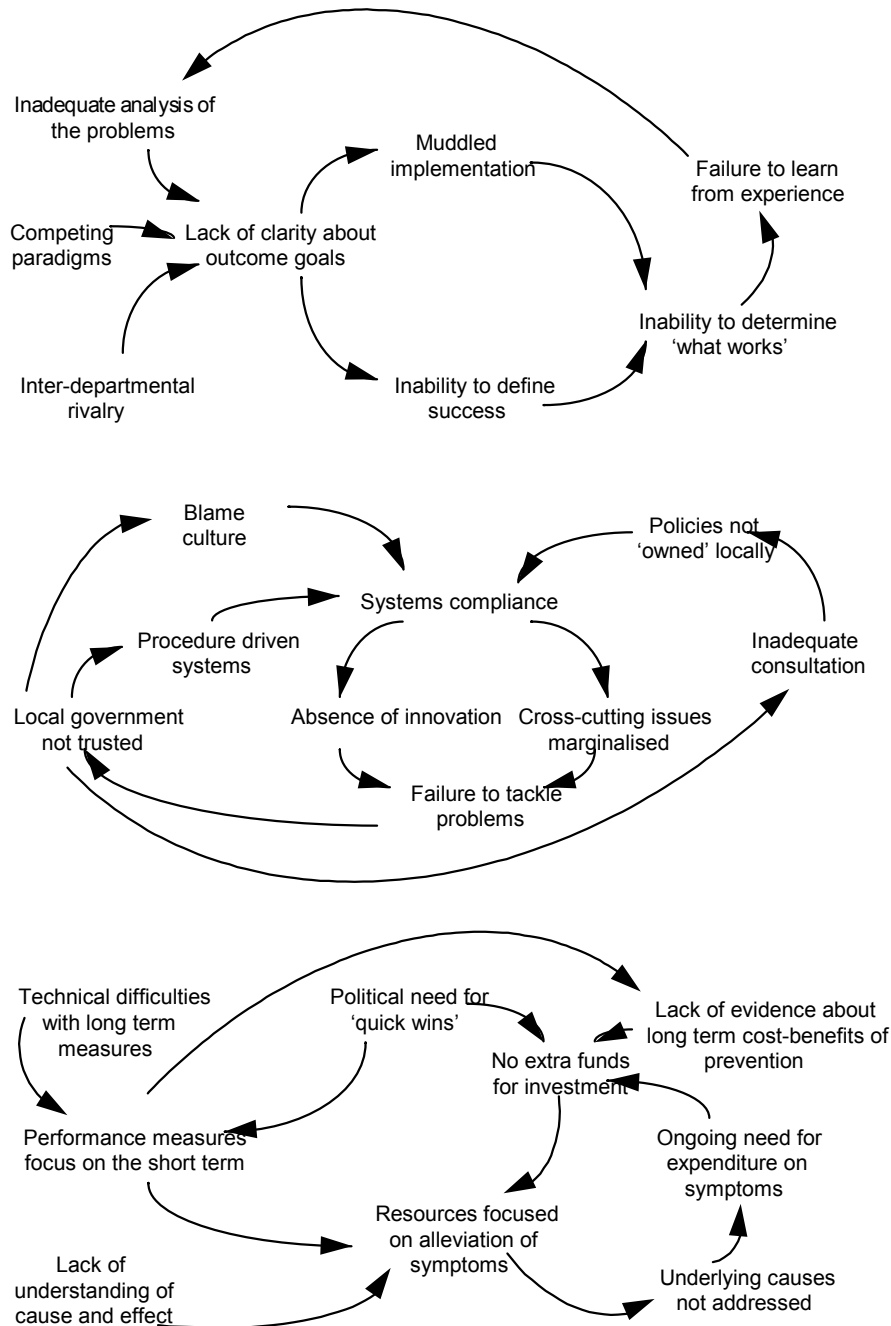 Inadequate analysis of
the problems
Muddled
implementation
Failure to learn
from experience
Competing
paradigms
Lack of clarity about
outcome goals
Inability to determine
‘what works’
Inter-departmental
rivalry
Inability to define
success
Blame
culture
Policies not
‘owned’ locally
Systems compliance
Procedure driven
systems
Inadequate
consultation
Local government
not trusted
Absence of innovation
Cross-cutting issues
marginalised
Failure to tackle
problems
Technical difficulties
with long term
measures
Political need for
‘quick wins’
Lack of evidence about
long term cost-benefits of
prevention
No extra funds
for investment
Performance measures
focus on the short term
Ongoing need for
expenditure on
symptoms
Resources focused
on alleviation of
symptoms
Lack of
understanding of
cause and effect
Underlying causes
not addressed